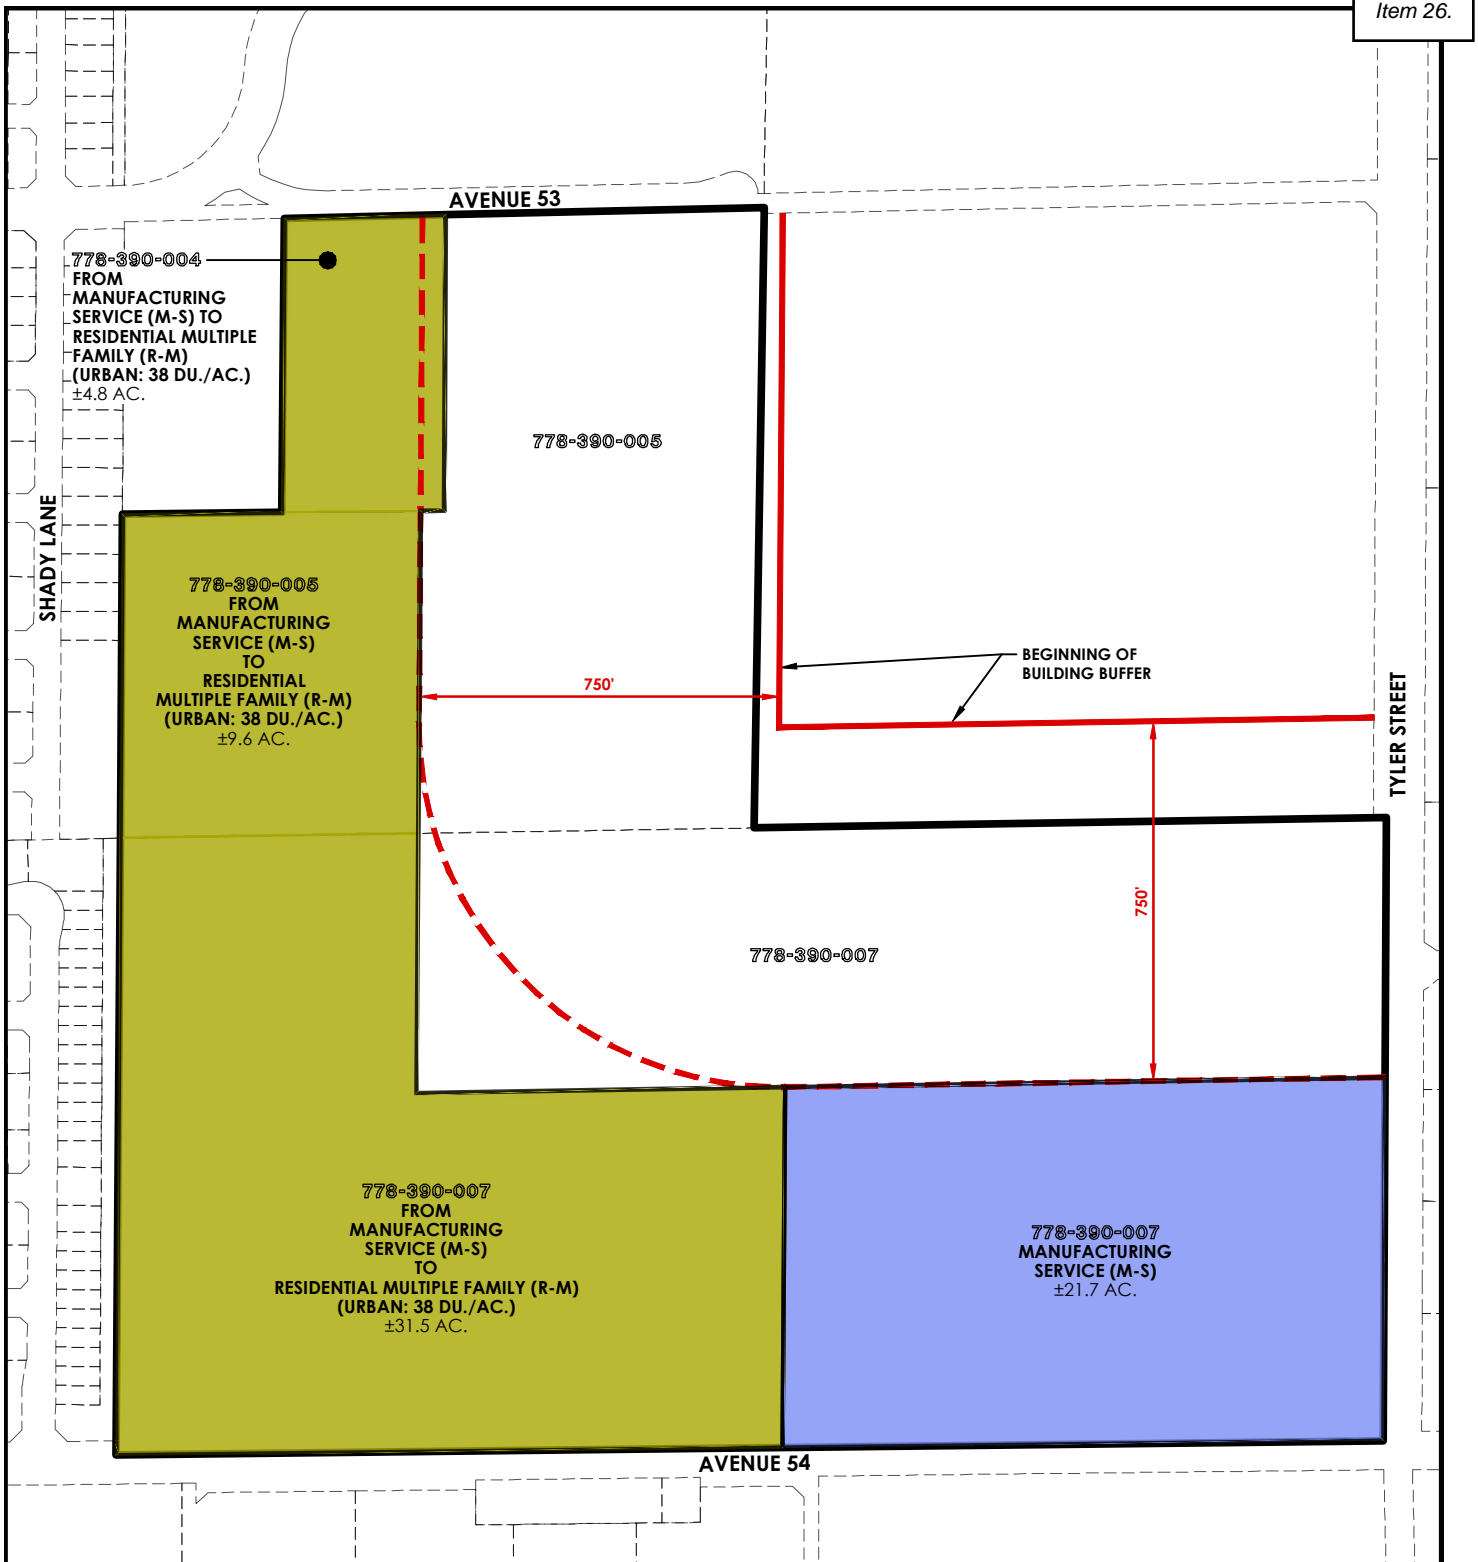 Item 26.
AVENUE 53
778-390-004
FROM
MANUFACTURING
SERVICE (M-S) TO
RESIDENTIAL MULTIPLE
FAMILY (R-M)
(URBAN: 38 DU./AC.)
±4.8 AC.
778-390-005
SHADY LANE
778-390-005
FROM
MANUFACTURING
SERVICE (M-S)
TO
RESIDENTIAL
MULTIPLE FAMILY (R-M)
(URBAN: 38 DU./AC.)
±9.6 AC.
750'
BEGINNING OF
BUILDING BUFFER
TYLER STREET
750'
778-390-007
778-390-007
FROM
MANUFACTURING
SERVICE (M-S)
TO
RESIDENTIAL MULTIPLE FAMILY (R-M)
(URBAN: 38 DU./AC.)
±31.5 AC.
778-390-007
MANUFACTURING
SERVICE (M-S)
±21.7 AC.
AVENUE 54